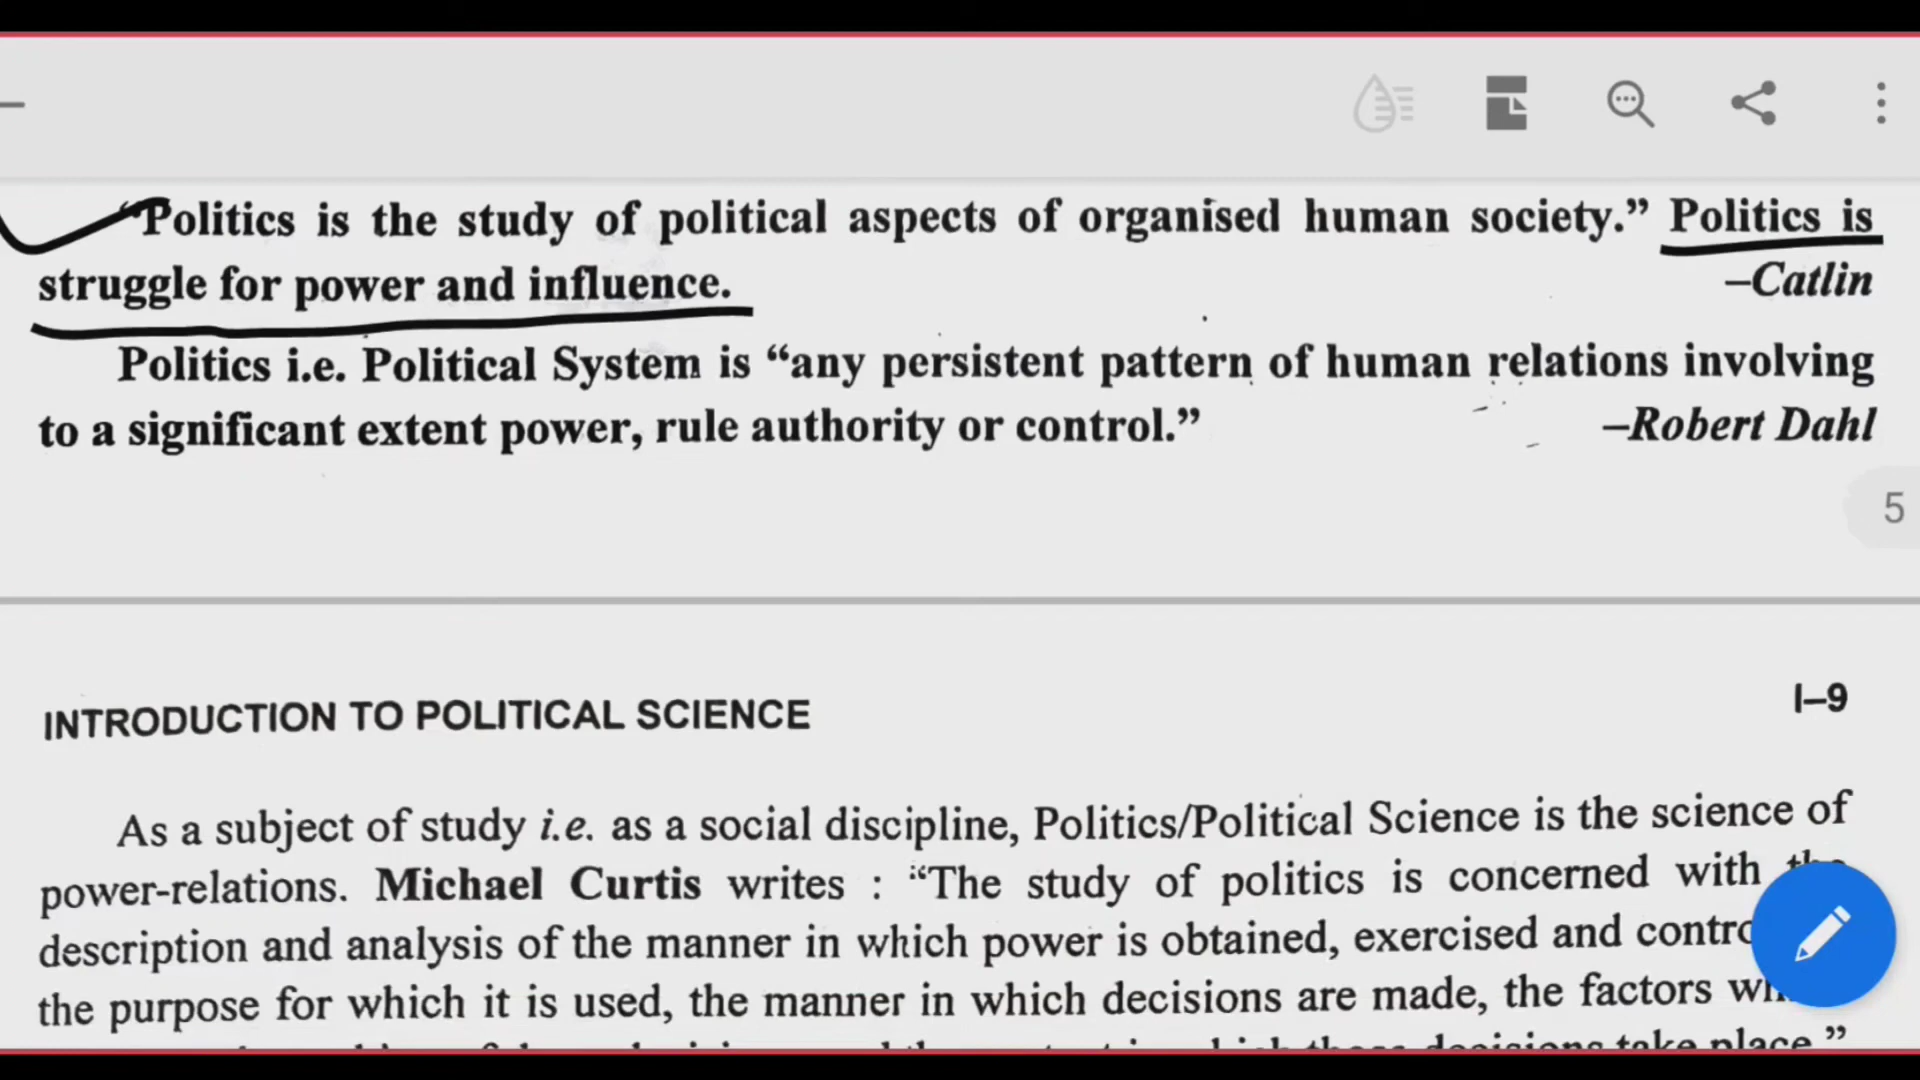 “Politics is the study of political aspects of organised human society.” Politics is
struggle for power and influence. –Catlin
Politics i.e. Political System is “any persistent pattern of human relations involving
to a significant extent power, rule authority or control.” –Robert Dahl
5
INTRODUCTION TO POLITICAL SCIENCE I–9
As a subject of study i.e. as a social discipline, Politics/Political Science is the science of
power-relations. Michael Curtis writes : “The study of politics is concerned with the
description and analysis of the manner in which power is obtained, exercised and
the purpose for which it is used, the manner in which decisions are made, the factors
decisions take place.”